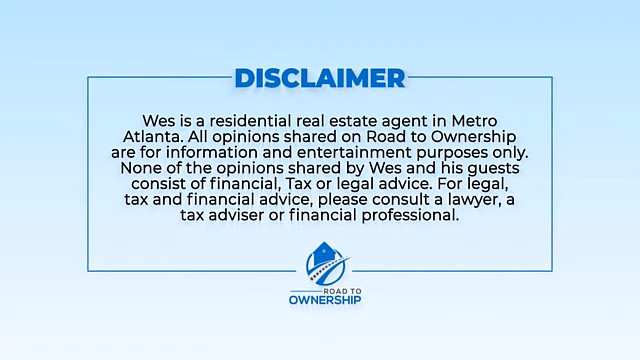 DISCLAIMER
Wes is a residential real estate agent in Metro
Atlanta. All opinions shared on Road to Ownership
are for information and entertainment purposes only.
None of the opinions shared by Wes and his guests
consist of financial, Tax or legal advice. For legal,
tax and financial advice, please consult a lawyer, a
tax adviser or financial professional.
ROAD TO
OWNERSHIP